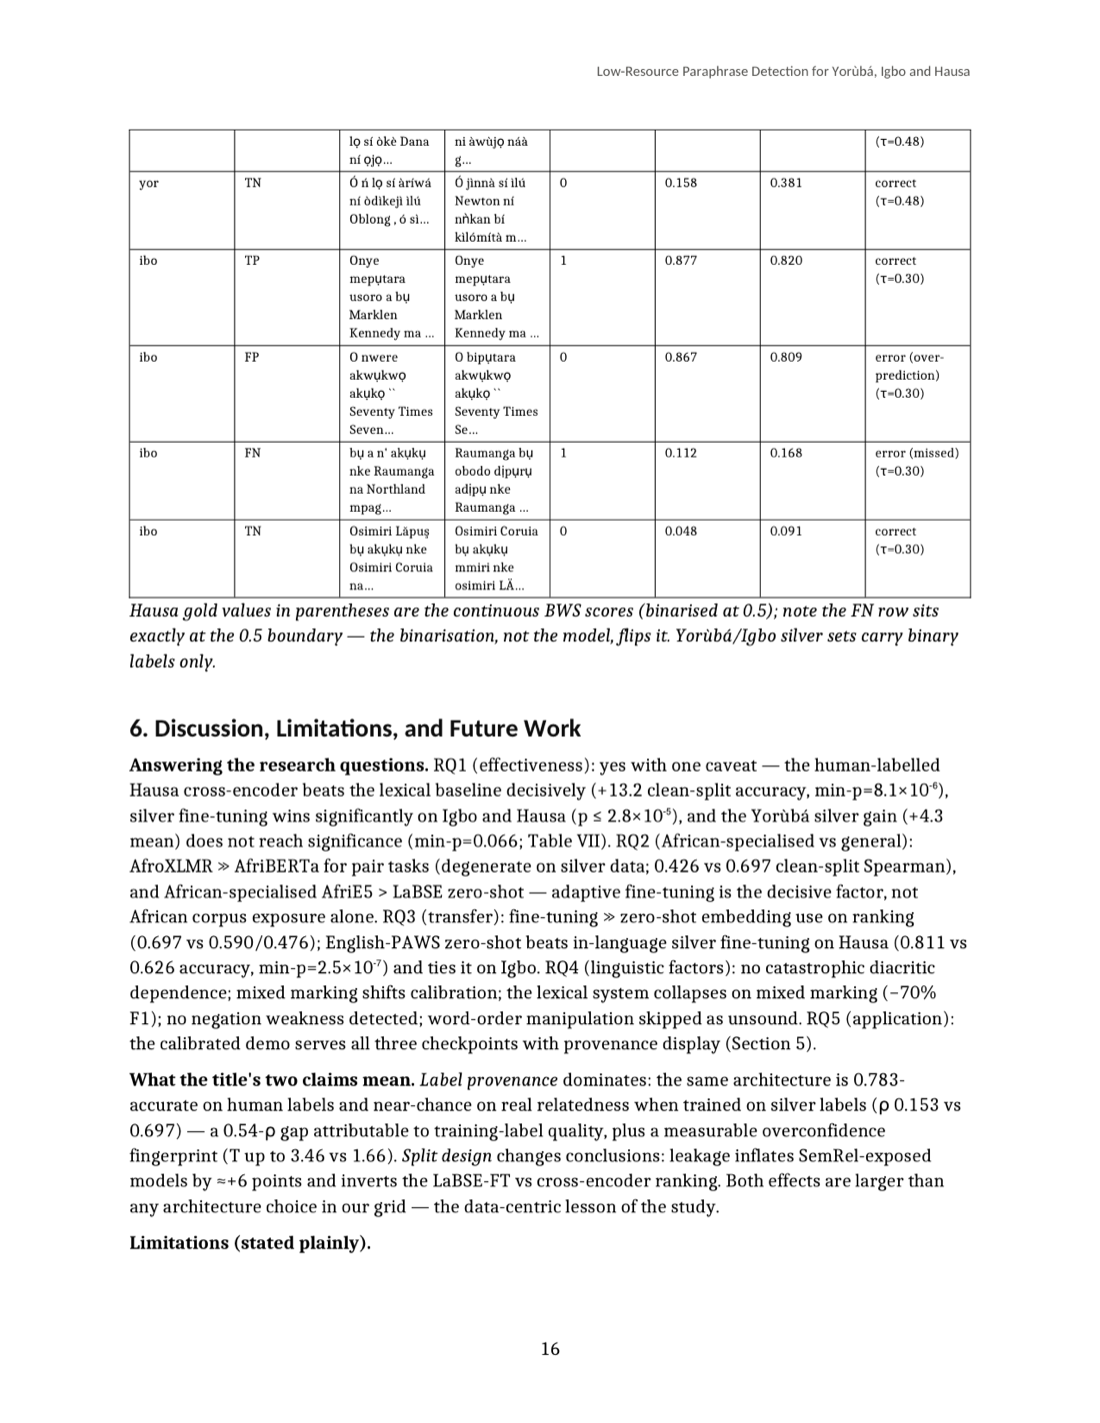 Low-Resource Paraphrase Detection for Yorùbá, Igbo and Hausa
lọ sí òkè Dana ní ọjọ... ni àwùjọ náà g... (τ=0.48)
yor TN Ó ń lọ sí àríwá ní òdìkejì ìlú Oblong , ó sì... Ó jìnnà sí ìlú Newton ní nǹkan bí kìlómítà m... 0 0.158 0.381 correct (τ=0.48)
ibo TP Onye mepụtara usoro a bụ Marklen Kennedy ma ... Onye mepụtara usoro a bụ Marklen Kennedy ma ... 1 0.877 0.820 correct (τ=0.30)
ibo FP O nwere akwụkwọ akụkọ `` Seventy Times Seven... O bipụtara akwụkwọ akụkọ `` Seventy Times Se... 0 0.867 0.809 error (over-prediction) (τ=0.30)
ibo FN bụ a n' akụkụ nke Raumanga na Northland mpag... Raumanga bụ obodo dịpụrụ adịpụ nke Raumanga ... 1 0.112 0.168 error (missed) (τ=0.30)
ibo TN Osimiri Lăpuș bụ akụkụ nke Osimiri Coruia na... Osimiri Coruia bụ akụkụ mmiri nke osimiri LÄ... 0 0.048 0.091 correct (τ=0.30)
Hausa gold values in parentheses are the continuous BWS scores (binarised at 0.5); note the FN row sits
exactly at the 0.5 boundary — the binarisation, not the model, flips it. Yorùbá/Igbo silver sets carry binary
labels only.
6. Discussion, Limitations, and Future Work
Answering the research questions. RQ1 (effectiveness): yes with one caveat — the human-labelled
Hausa cross-encoder beats the lexical baseline decisively (+13.2 clean-split accuracy, min-p=8.1×10⁻⁶),
silver fine-tuning wins significantly on Igbo and Hausa (p ≤ 2.8×10⁻⁵), and the Yorùbá silver gain (+4.3
mean) does not reach significance (min-p=0.066; Table VII). RQ2 (African-specialised vs general):
AfroXLMR ≫ AfriBERTa for pair tasks (degenerate on silver data; 0.426 vs 0.697 clean-split Spearman),
and African-specialised AfriE5 > LaBSE zero-shot — adaptive fine-tuning is the decisive factor, not
African corpus exposure alone. RQ3 (transfer): fine-tuning ≫ zero-shot embedding use on ranking
(0.697 vs 0.590/0.476); English-PAWS zero-shot beats in-language silver fine-tuning on Hausa (0.811 vs
0.626 accuracy, min-p=2.5×10⁻⁷) and ties it on Igbo. RQ4 (linguistic factors): no catastrophic diacritic
dependence; mixed marking shifts calibration; the lexical system collapses on mixed marking (−70%
F1); no negation weakness detected; word-order manipulation skipped as unsound. RQ5 (application):
the calibrated demo serves all three checkpoints with provenance display (Section 5).
What the title's two claims mean. Label provenance dominates: the same architecture is 0.783-
accurate on human labels and near-chance on real relatedness when trained on silver labels (ρ 0.153 vs
0.697) — a 0.54-ρ gap attributable to training-label quality, plus a measurable overconfidence
fingerprint (T up to 3.46 vs 1.66). Split design changes conclusions: leakage inflates SemRel-exposed
models by ≈+6 points and inverts the LaBSE-FT vs cross-encoder ranking. Both effects are larger than
any architecture choice in our grid — the data-centric lesson of the study.
Limitations (stated plainly).
16